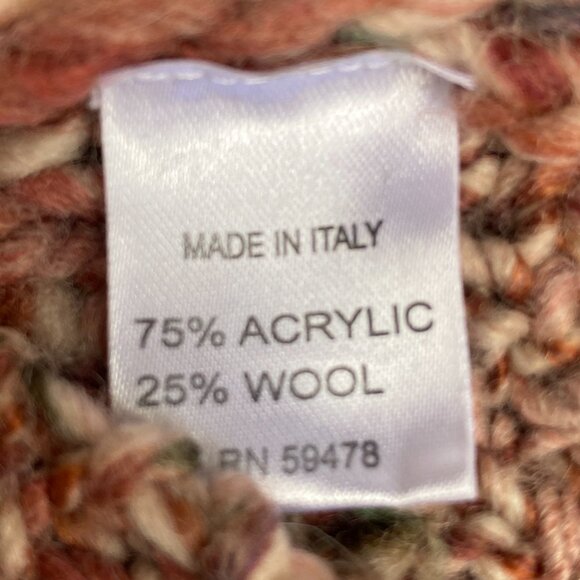 MADE IN ITALY
75% ACRYLIC
25% WOOL
RN 59478